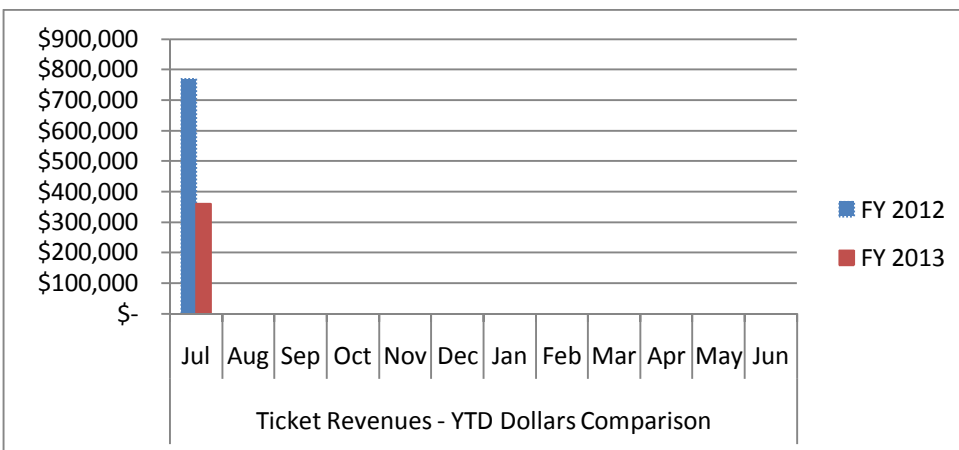 $900,000
$800,000
$700,000
$600,000
$500,000
$400,000
$300,000
$200,000
$100,000
$-
Jul Aug Sep Oct Nov Dec Jan Feb Mar Apr May Jun
Ticket Revenues - YTD Dollars Comparison
FY 2012
FY 2013